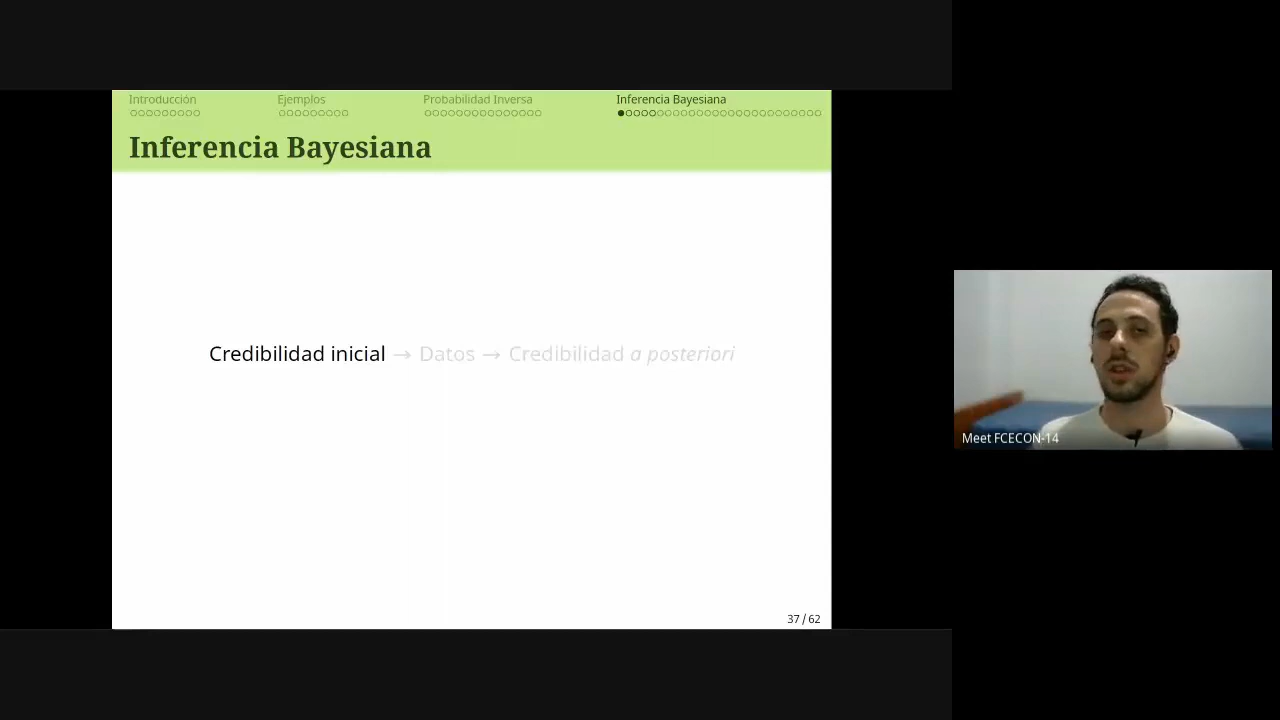 Introducción Ejemplos Probabilidad Inversa Inferencia Bayesiana
Inferencia Bayesiana
Credibilidad inicial → Datos → Credibilidad a posteriori
Meet FCECON-14
37 / 62